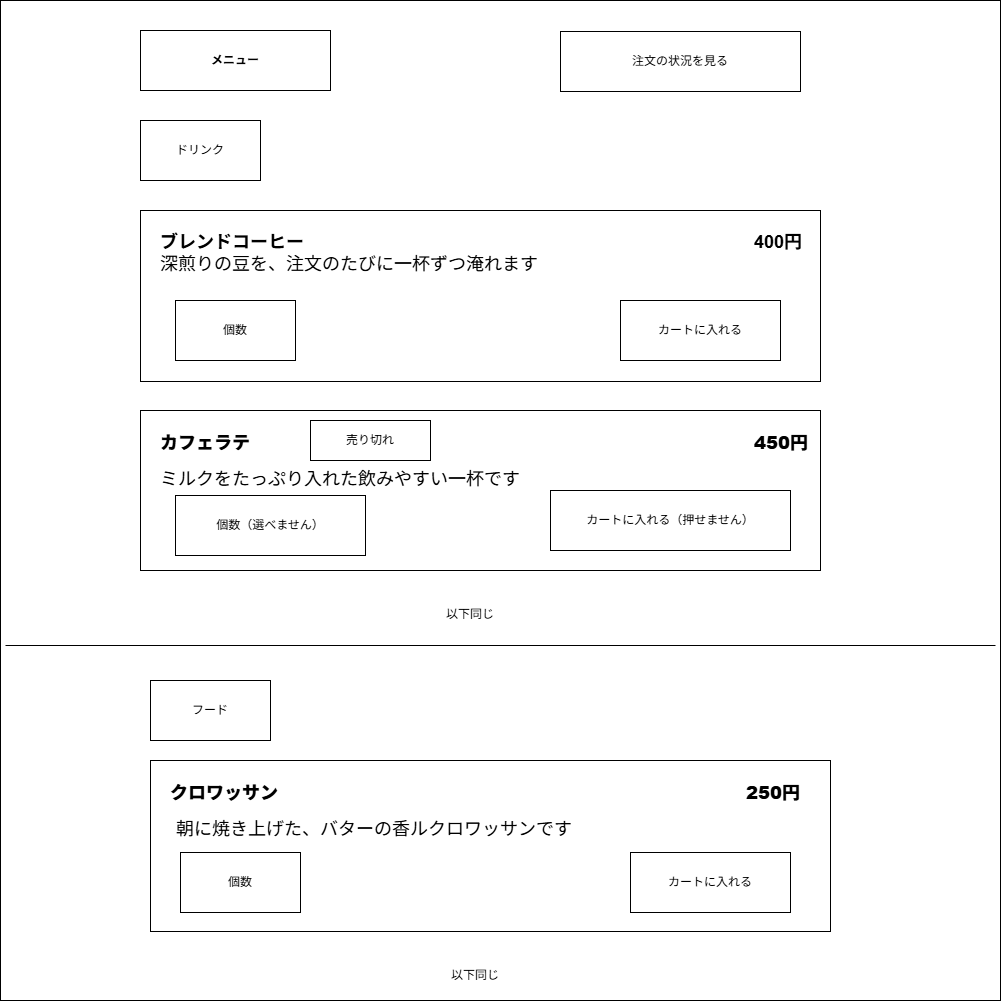 メニュー
注文の状況を見る
ドリンク
ブレンドコーヒー
400円
深煎りの豆を、注文のたびに一杯ずつ淹れます
個数
カートに入れる
カフェラテ
売り切れ
450円
ミルクをたっぷり入れた飲みやすい一杯です
個数（選べません）
カートに入れる（押せません）
以下同じ
フード
クロワッサン
250円
朝に焼き上げた、バターの香ルクロワッサンです
個数
カートに入れる
以下同じ